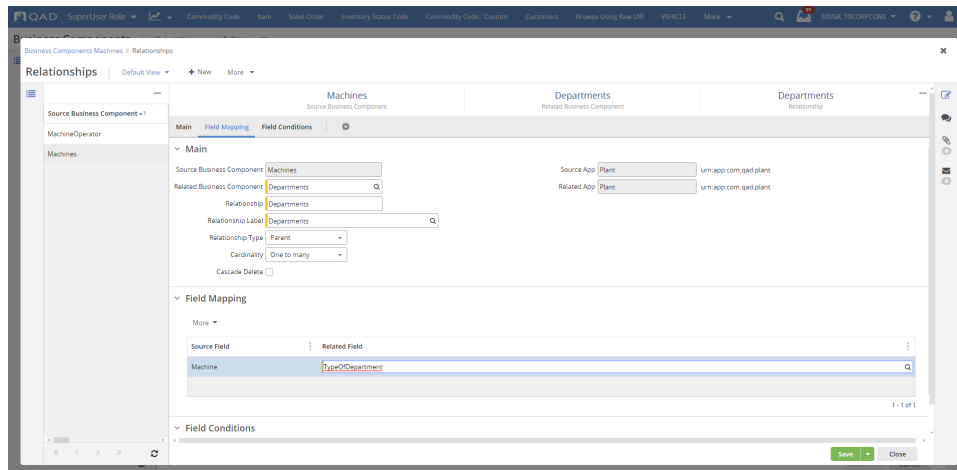 QAD SuperUser Role Commodity Code Item Sales Order Inventory Status Code Commodity Code - Custom Customers Browse Using Raw URI VEHICLE More 10USA, 10CORPCONS
Business Components Machines > Relationships
Relationships Default View + New More
Machines
Source Business Component
Departments
Related Business Component
Departments
Relationship
Source Business Component 1
MachineOperator
Machines
Main Field Mapping Field Conditions
Main
Source Business Component Machines Source App Plant urn:app:com.qad.plant
Related Business Component Departments Related App Plant urn:app:com.qad.plant
Relationship Departments
Relationship Label Departments
Relationship Type Parent
Cardinality One to many
Cascade Delete
Field Mapping
More
Source Field Related Field
Machine TypeOfDepartment
1 - 1 of 1
Field Conditions
0
0
Save Close